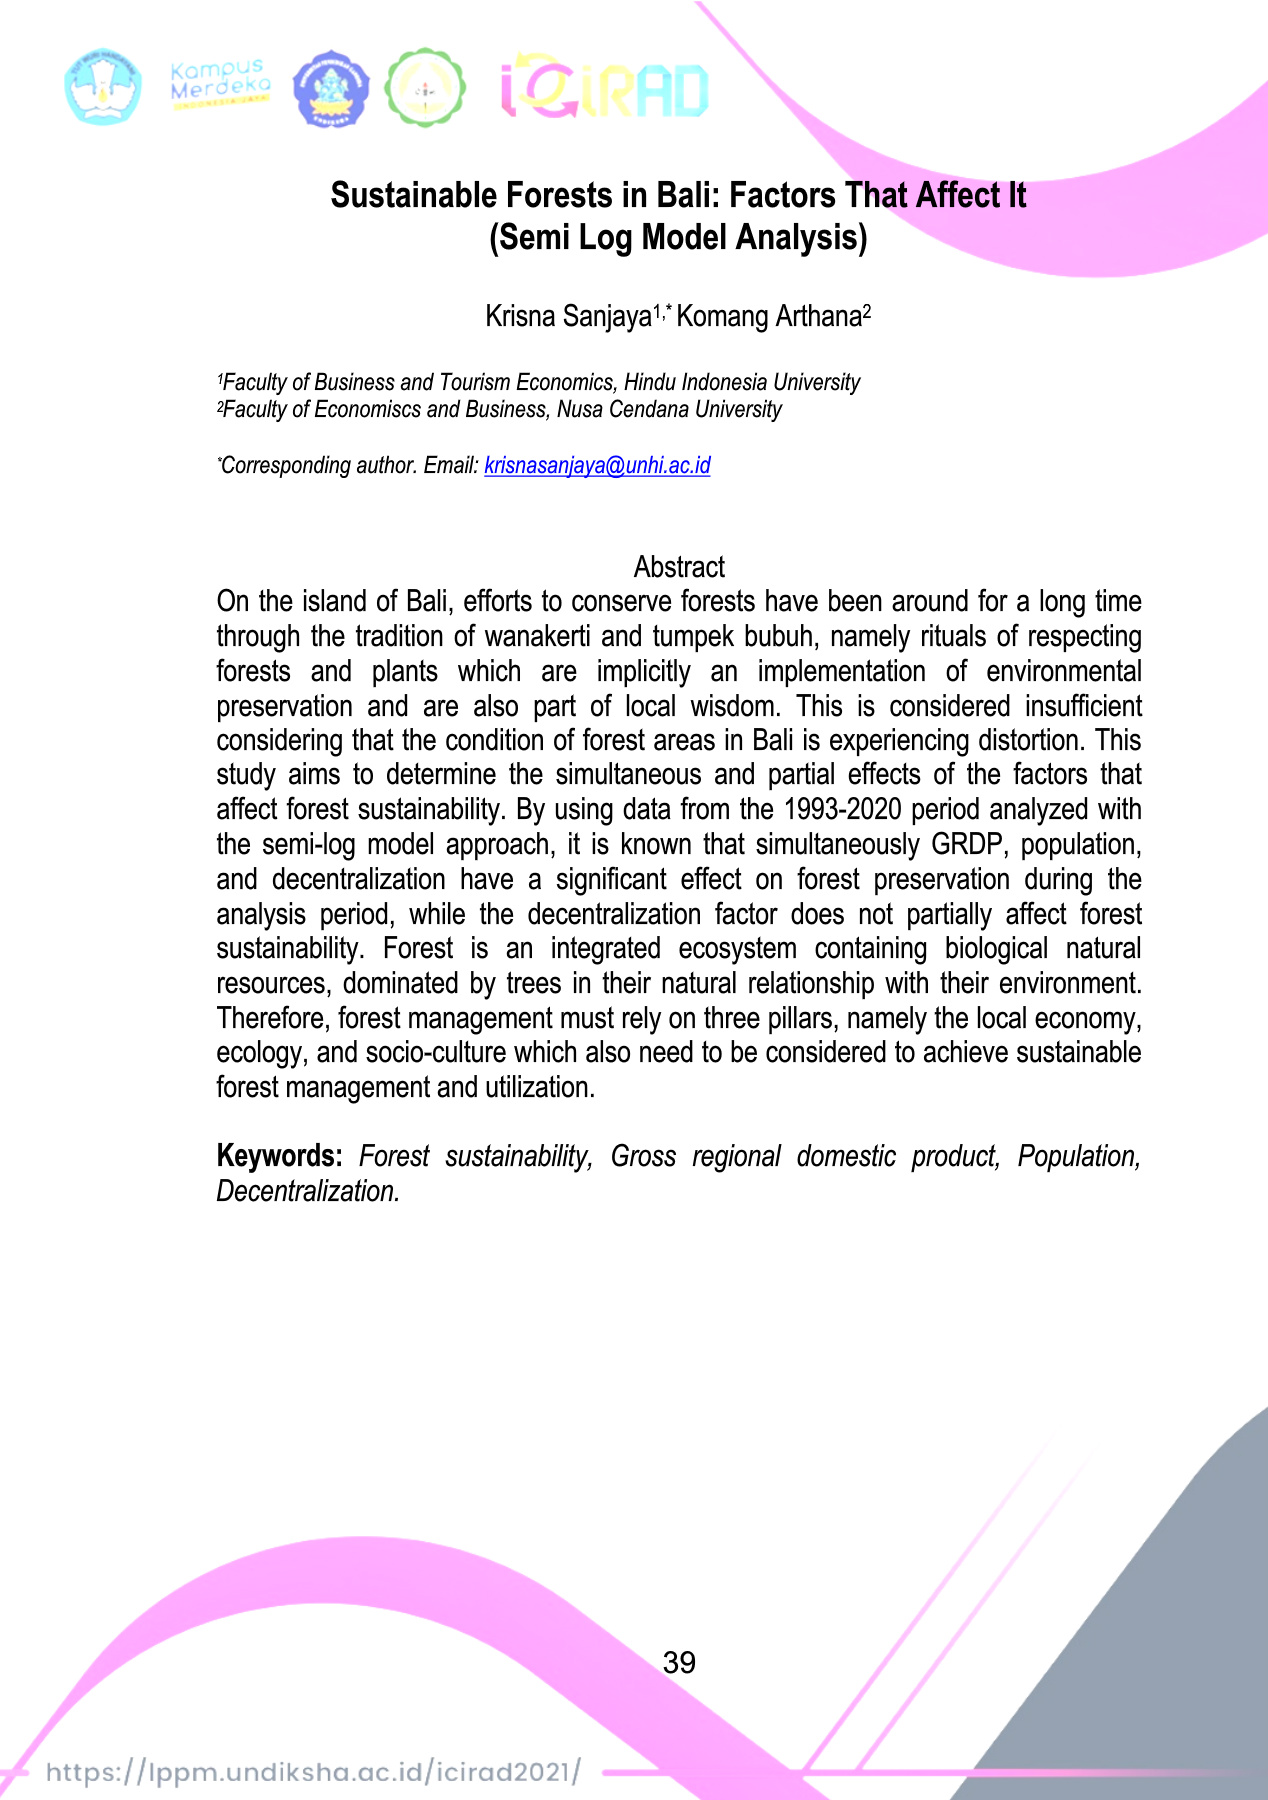 Kampus
Merdeka
INDONESIA JAYA
iCiRAD
Sustainable Forests in Bali: Factors That Affect It
(Semi Log Model Analysis)
Krisna Sanjaya1,* Komang Arthana2
1Faculty of Business and Tourism Economics, Hindu Indonesia University
2Faculty of Economiscs and Business, Nusa Cendana University
*Corresponding author. Email: krisnasanjaya@unhi.ac.id
Abstract
On the island of Bali, efforts to conserve forests have been around for a long time
through the tradition of wanakerti and tumpek bubuh, namely rituals of respecting
forests and plants which are implicitly an implementation of environmental
preservation and are also part of local wisdom. This is considered insufficient
considering that the condition of forest areas in Bali is experiencing distortion. This
study aims to determine the simultaneous and partial effects of the factors that
affect forest sustainability. By using data from the 1993-2020 period analyzed with
the semi-log model approach, it is known that simultaneously GRDP, population,
and decentralization have a significant effect on forest preservation during the
analysis period, while the decentralization factor does not partially affect forest
sustainability. Forest is an integrated ecosystem containing biological natural
resources, dominated by trees in their natural relationship with their environment.
Therefore, forest management must rely on three pillars, namely the local economy,
ecology, and socio-culture which also need to be considered to achieve sustainable
forest management and utilization.
Keywords: Forest sustainability, Gross regional domestic product, Population,
Decentralization.
39
https://lppm.undiksha.ac.id/icirad2021/